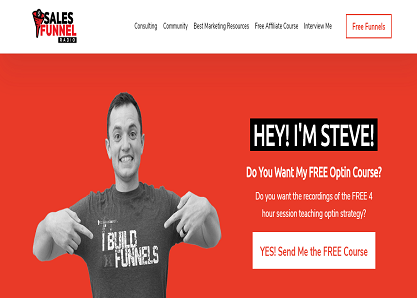 SALES
FUNNEL
RADIO
Consulting Community Best Marketing Resources Free Affiliate Course Interview Me
Free Funnels
HEY! I'M STEVE!
Do You Want My FREE Optin Course?
Do you want the recordings of the FREE 4
hour session teaching optin strategy?
YES! Send Me the FREE Course
I BUILD
FUNNELS